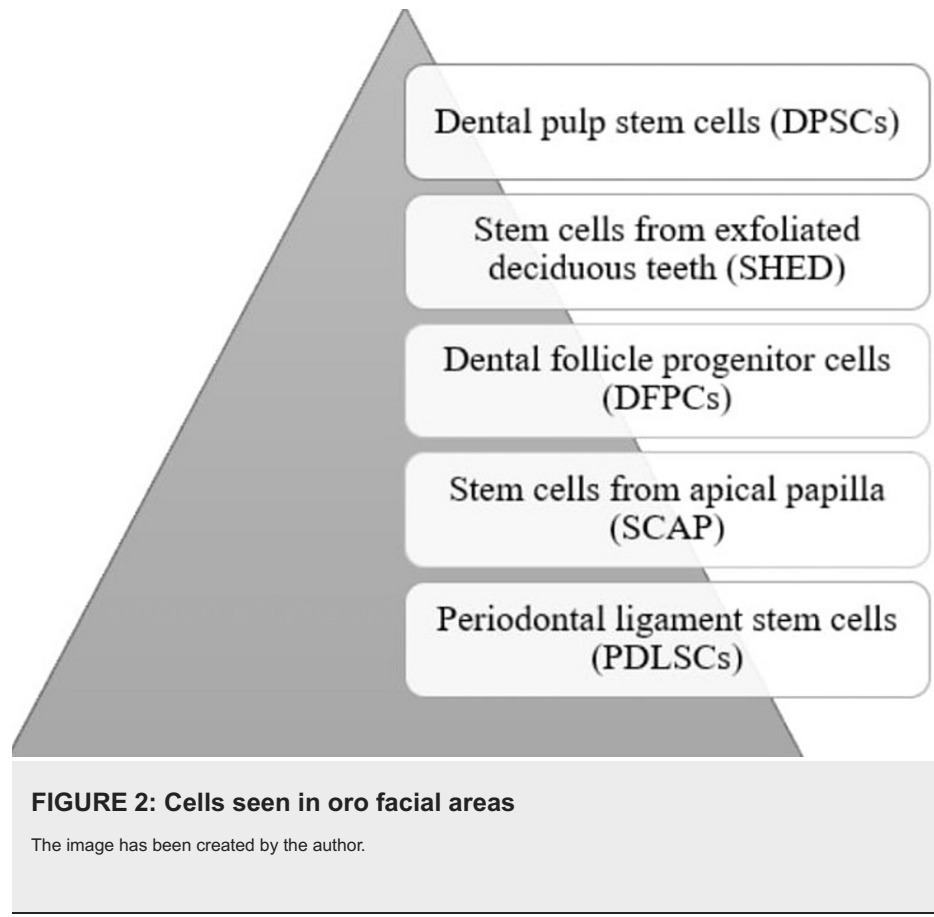 Dental pulp stem cells (DPSCs)
Stem cells from exfoliated
deciduous teeth (SHED)
Dental follicle progenitor cells
(DFPCs)
Stem cells from apical papilla
(SCAP)
Periodontal ligament stem cells
(PDLSCs)
FIGURE 2: Cells seen in oro facial areas
The image has been created by the author.